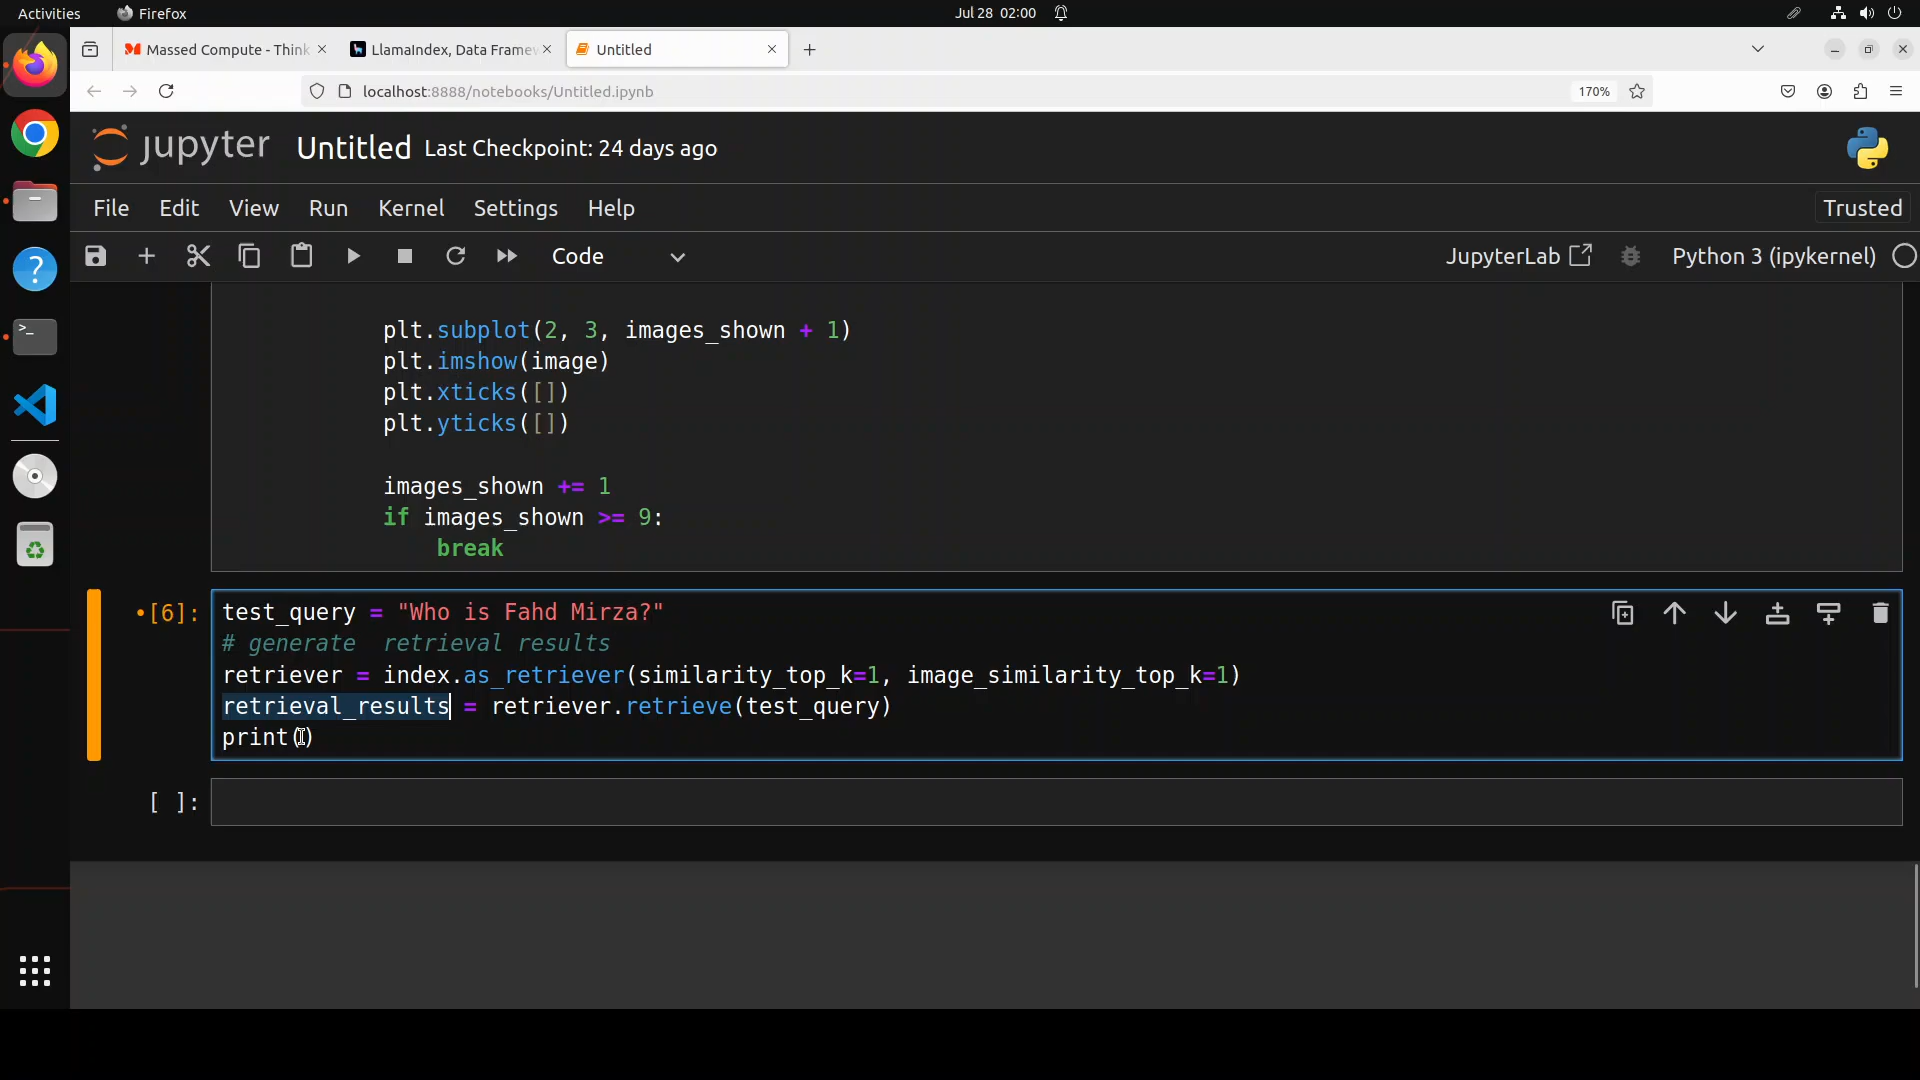 Activities Firefox Jul 28 02:00
Massed Compute - Think LlamaIndex, Data Framew Untitled
localhost:8888/notebooks/Untitled.ipynb 170%
jupyter Untitled Last Checkpoint: 24 days ago
File Edit View Run Kernel Settings Help Trusted
Code JupyterLab Python 3 (ipykernel)
plt.subplot(2, 3, images_shown + 1)
plt.imshow(image)
plt.xticks([])
plt.yticks([])
images_shown += 1
if images_shown >= 9:
break
•[6]: test_query = "Who is Fahd Mirza?"
# generate  retrieval results
retriever = index.as_retriever(similarity_top_k=1, image_similarity_top_k=1)
retrieval_results = retriever.retrieve(test_query)
print()
[ ]: